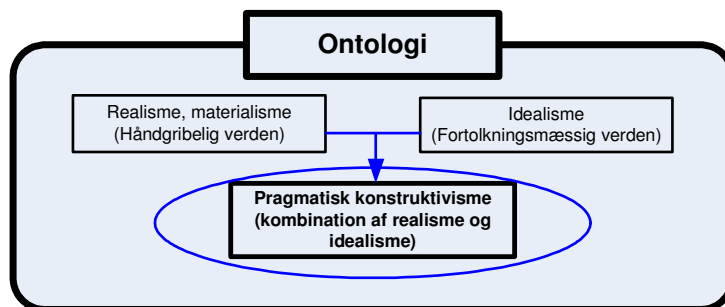 Ontologi
Realisme, materialisme
(Håndgribelig verden)
Idealisme
(Fortolkningsmæssig verden)
Pragmatisk konstruktivisme
(kombination af realisme og
idealisme)